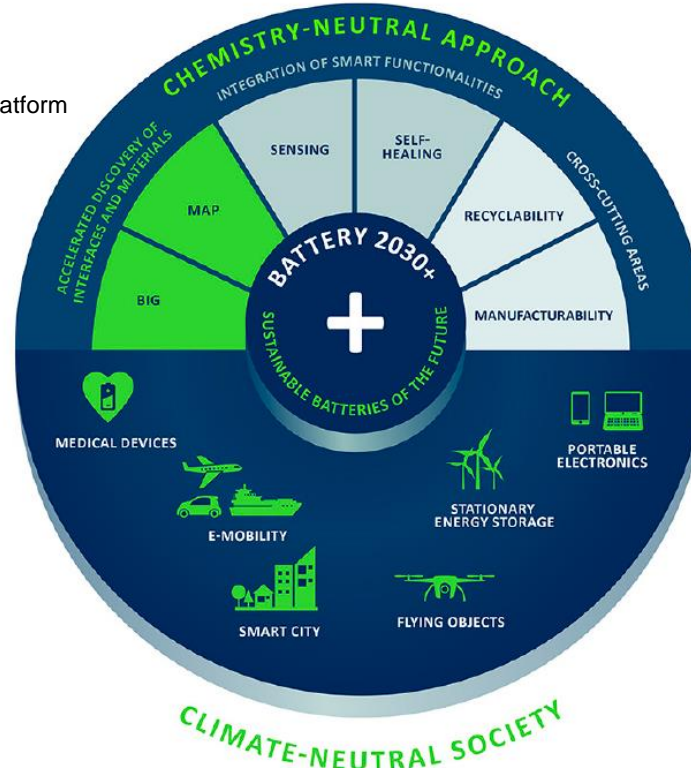 atform
CHEMISTRY-NEUTRAL APPROACH
INTEGRATION OF SMART FUNCTIONALITIES
ACCELERATED DISCOVERY OF
INTERFACES AND MATERIALS
CROSS-CUTTING AREAS
BIG
MAP
SENSING
SELF-
HEALING
RECYCLABILITY
MANUFACTURABILITY
BATTERY 2030+
SUSTAINABLE BATTERIES OF THE FUTURE
MEDICAL DEVICES
PORTABLE
ELECTRONICS
E-MOBILITY
STATIONARY
ENERGY STORAGE
SMART CITY
FLYING OBJECTS
CLIMATE-NEUTRAL SOCIETY